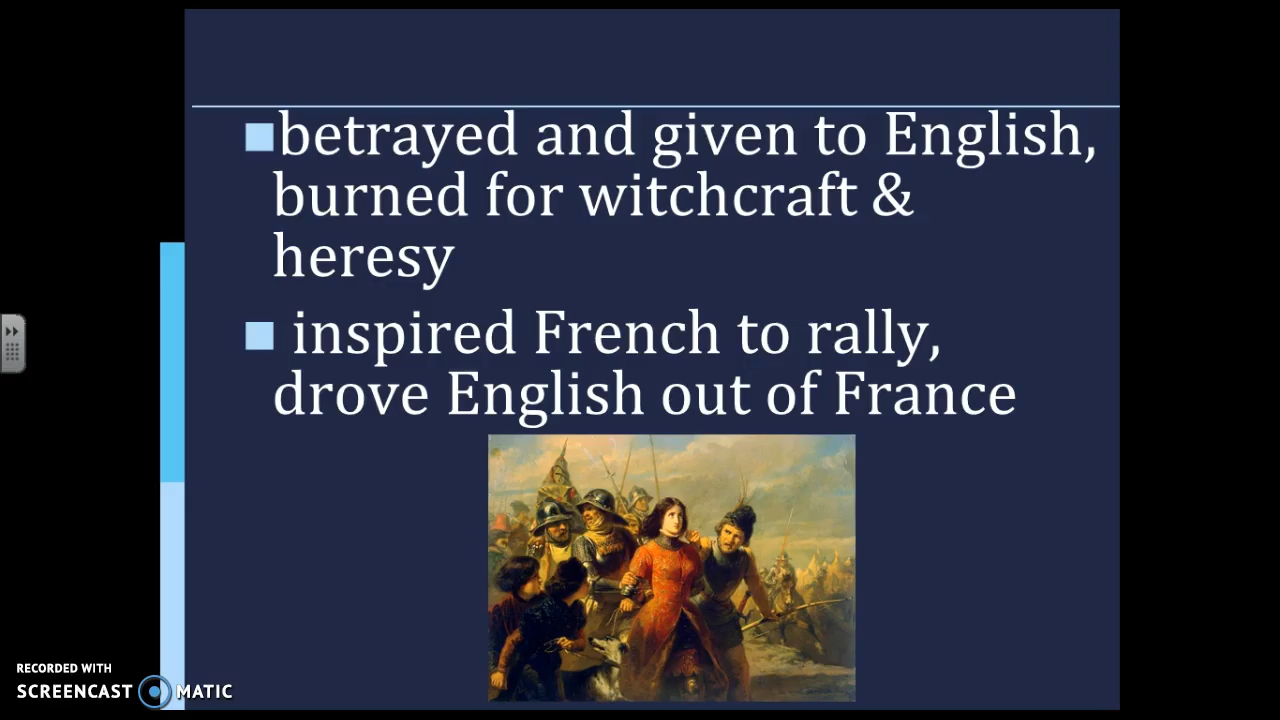 betrayed and given to English,
burned for witchcraft &
heresy
inspired French to rally,
drove English out of France
RECORDED WITH
SCREENCAST MATIC